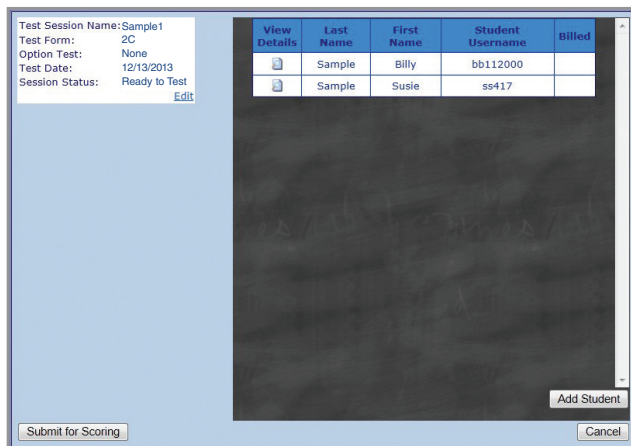 Test Session Name: Sample1
Test Form: 2C
Option Test: None
Test Date: 12/13/2013
Session Status: Ready to Test
Edit
View Details Last Name First Name Student Username Billed
Sample Billy bb112000
Sample Susie ss417
Add Student
Submit for Scoring Cancel